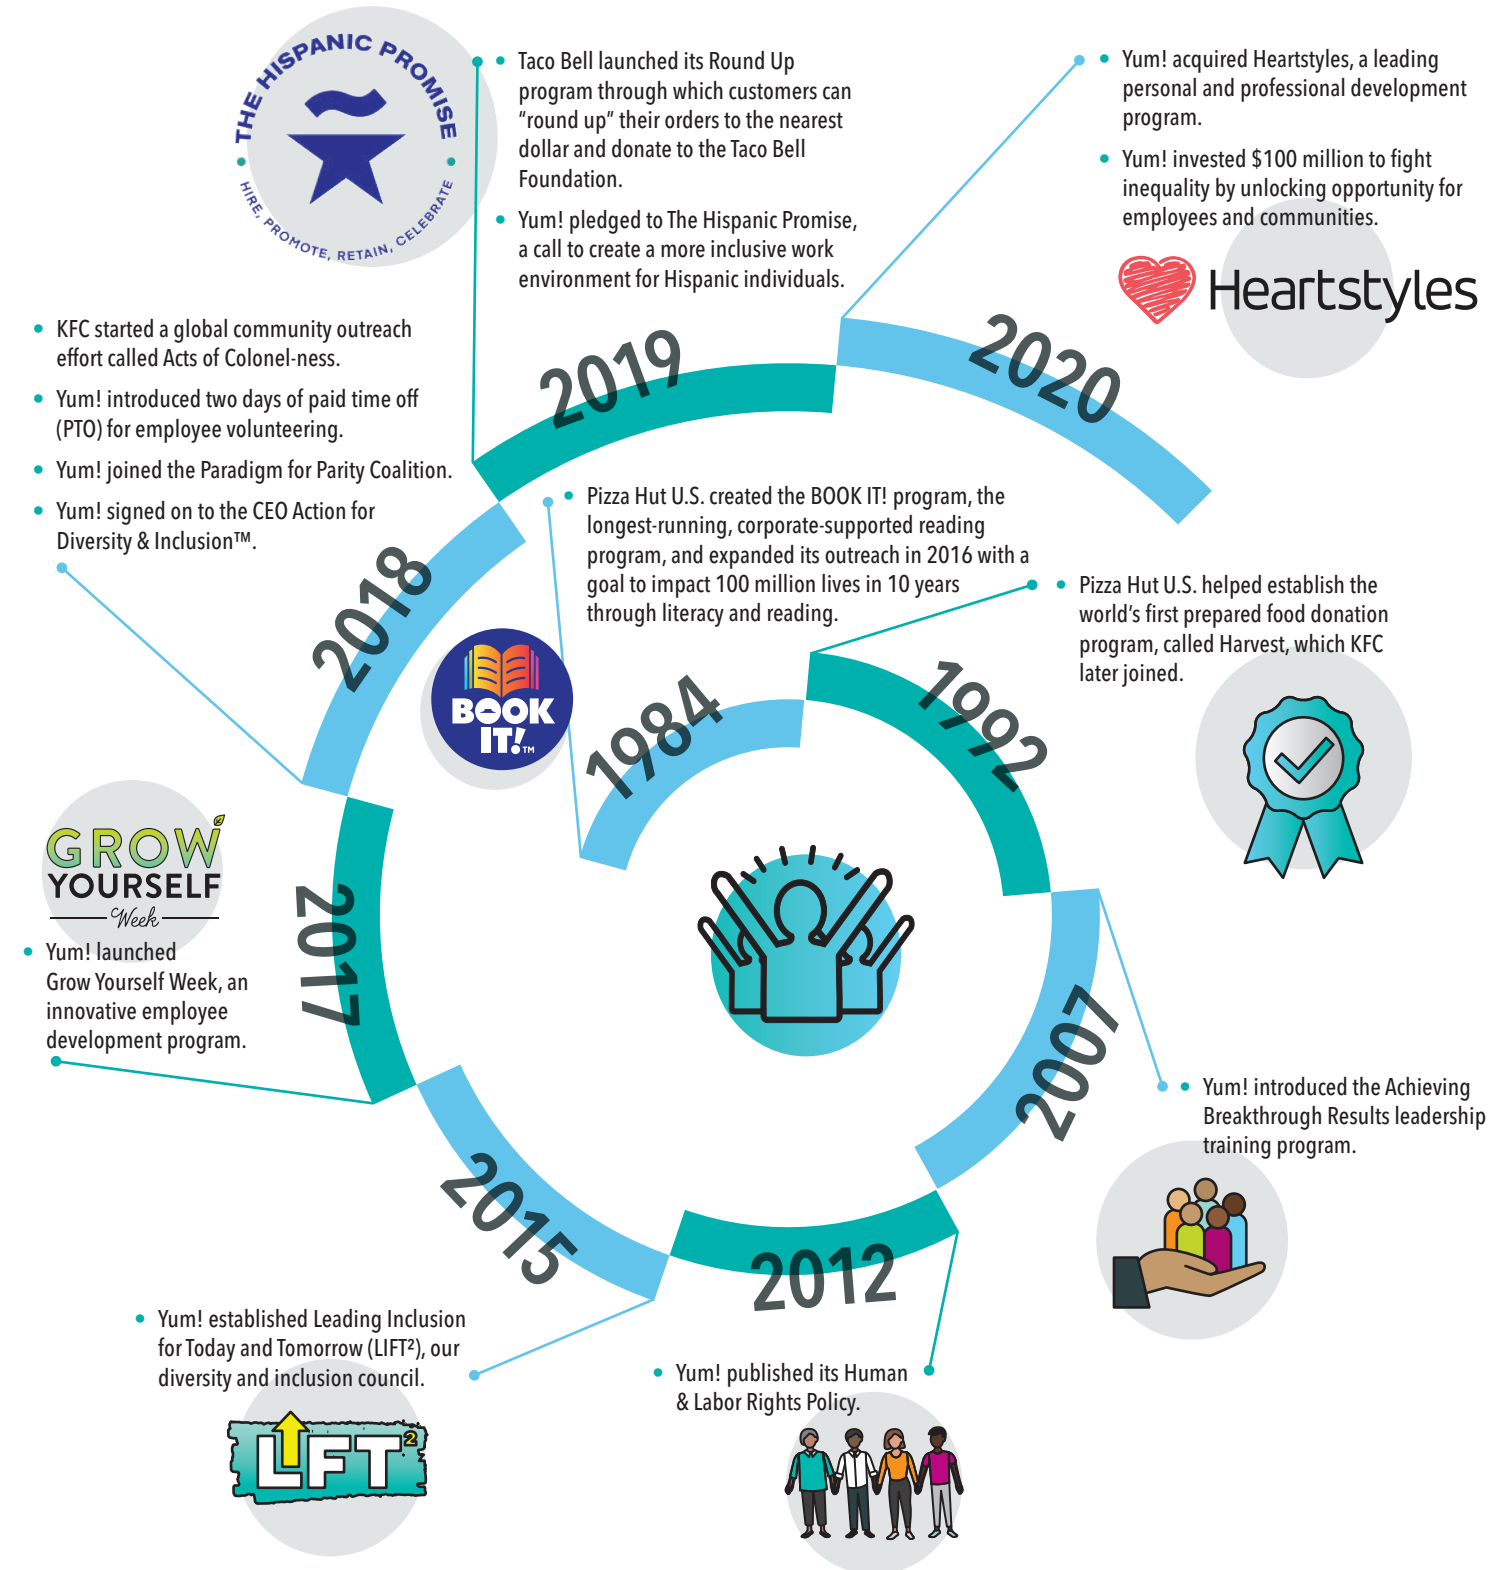 THE HISPANIC PROMISE
HIRE, PROMOTE, RETAIN, CELEBRATE
• Taco Bell launched its Round Up
program through which customers can
“round up” their orders to the nearest
dollar and donate to the Taco Bell
Foundation.
• Yum! pledged to The Hispanic Promise,
a call to create a more inclusive work
environment for Hispanic individuals.
• Yum! acquired Heartstyles, a leading
personal and professional development
program.
• Yum! invested $100 million to fight
inequality by unlocking opportunity for
employees and communities.
Heartstyles
• KFC started a global community outreach
effort called Acts of Colonel-ness.
• Yum! introduced two days of paid time off
(PTO) for employee volunteering.
• Yum! joined the Paradigm for Parity Coalition.
• Yum! signed on to the CEO Action for
Diversity & Inclusion™.
2019
2020
2018
• Pizza Hut U.S. created the BOOK IT! program, the
longest-running, corporate-supported reading
program, and expanded its outreach in 2016 with a
goal to impact 100 million lives in 10 years
through literacy and reading.
BOOK
IT!™
1984
1992
• Pizza Hut U.S. helped establish the
world’s first prepared food donation
program, called Harvest, which KFC
later joined.
GROW
YOURSELF
Week
• Yum! launched
Grow Yourself Week, an
innovative employee
development program.
2017
2007
• Yum! introduced the Achieving
Breakthrough Results leadership
training program.
2015
2012
• Yum! established Leading Inclusion
for Today and Tomorrow (LIFT²), our
diversity and inclusion council.
LIFT²
• Yum! published its Human
& Labor Rights Policy.